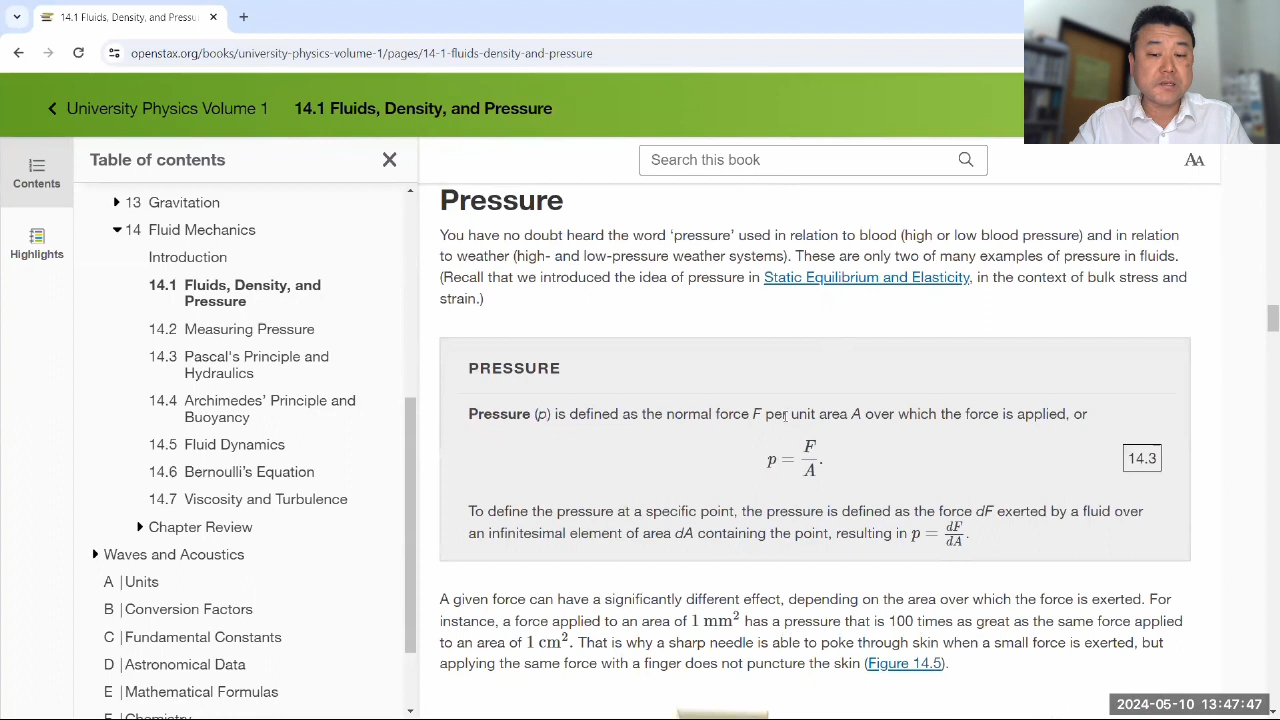 14.1 Fluids, Density, and Pressu
openstax.org/books/university-physics-volume-1/pages/14-1-fluids-density-and-pressure
University Physics Volume 1
14.1 Fluids, Density, and Pressure
Contents
Highlights
Table of contents
13 Gravitation
14 Fluid Mechanics
Introduction
14.1 Fluids, Density, and
Pressure
14.2 Measuring Pressure
14.3 Pascal's Principle and
Hydraulics
14.4 Archimedes’ Principle and
Buoyancy
14.5 Fluid Dynamics
14.6 Bernoulli's Equation
14.7 Viscosity and Turbulence
Chapter Review
Waves and Acoustics
A | Units
B | Conversion Factors
C | Fundamental Constants
D | Astronomical Data
E | Mathematical Formulas
Search this book
AA
Pressure
You have no doubt heard the word ‘pressure’ used in relation to blood (high or low blood pressure) and in relation
to weather (high- and low-pressure weather systems). These are only two of many examples of pressure in fluids.
(Recall that we introduced the idea of pressure in Static Equilibrium and Elasticity, in the context of bulk stress and
strain.)
PRESSURE
Pressure (p) is defined as the normal force F per unit area A over which the force is applied, or
p = F/A.
14.3
To define the pressure at a specific point, the pressure is defined as the force dF exerted by a fluid over
an infinitesimal element of area dA containing the point, resulting in p = dF/dA.
A given force can have a significantly different effect, depending on the area over which the force is exerted. For
instance, a force applied to an area of 1 mm² has a pressure that is 100 times as great as the same force applied
to an area of 1 cm². That is why a sharp needle is able to poke through skin when a small force is exerted, but
applying the same force with a finger does not puncture the skin (Figure 14.5).
2024-05-10 13:47:47